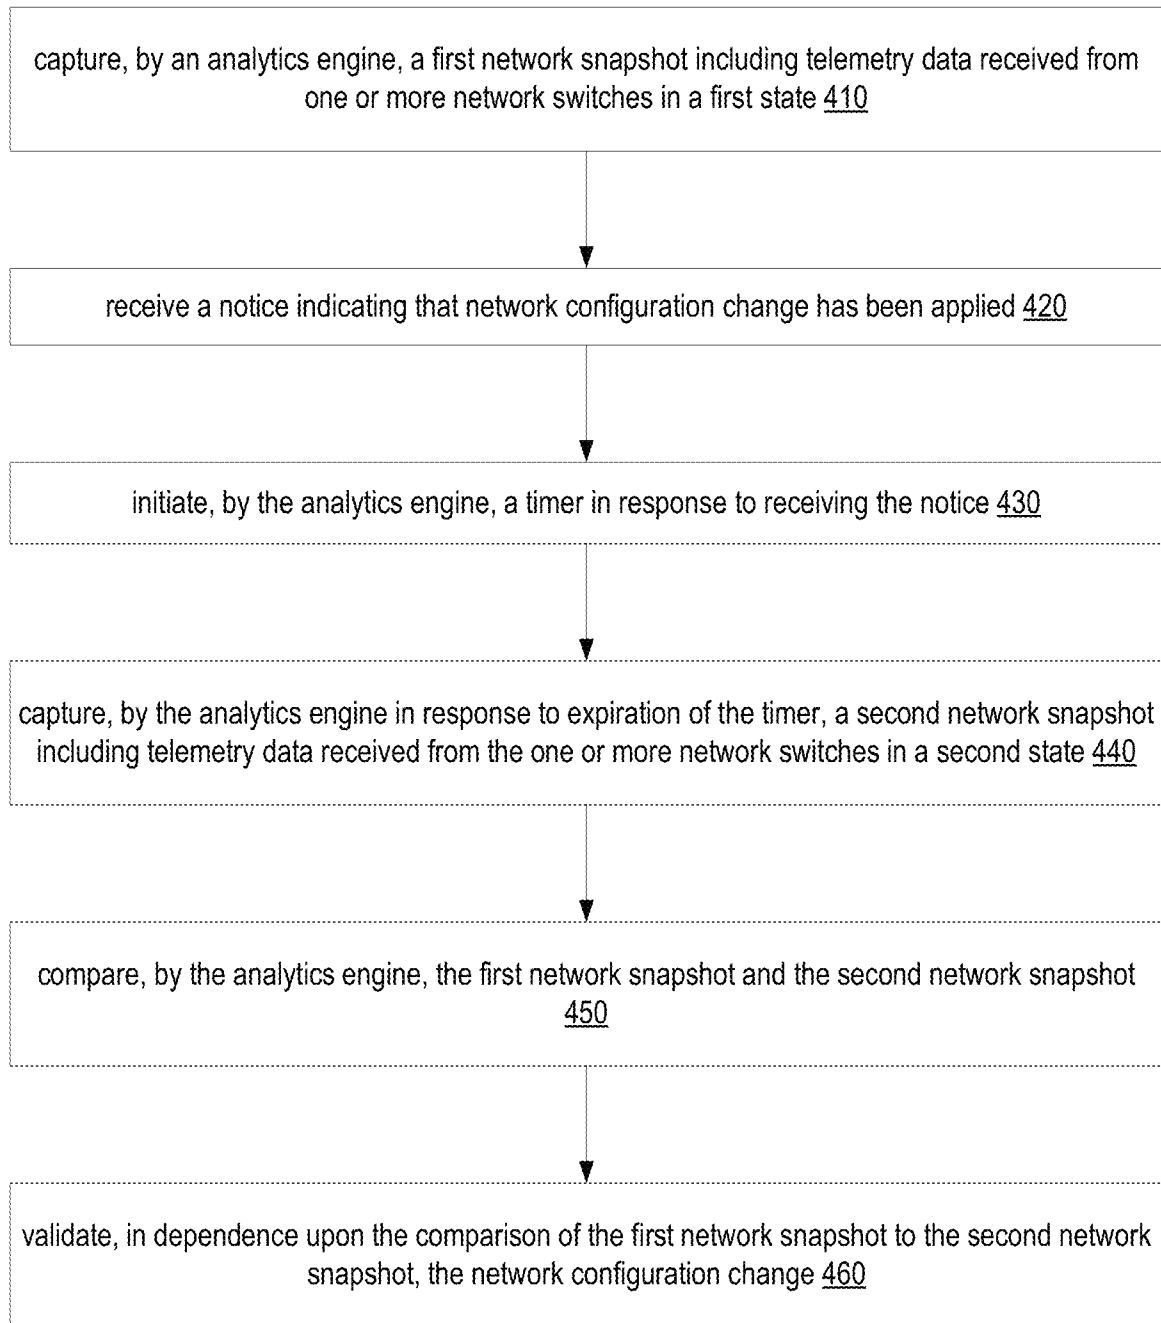 capture, by an analytics engine, a first network snapshot including telemetry data received from
one or more network switches in a first state 410
receive a notice indicating that network configuration change has been applied 420
initiate, by the analytics engine, a timer in response to receiving the notice 430
capture, by the analytics engine in response to expiration of the timer, a second network snapshot
including telemetry data received from the one or more network switches in a second state 440
compare, by the analytics engine, the first network snapshot and the second network snapshot
450
validate, in dependence upon the comparison of the first network snapshot to the second network
snapshot, the network configuration change 460